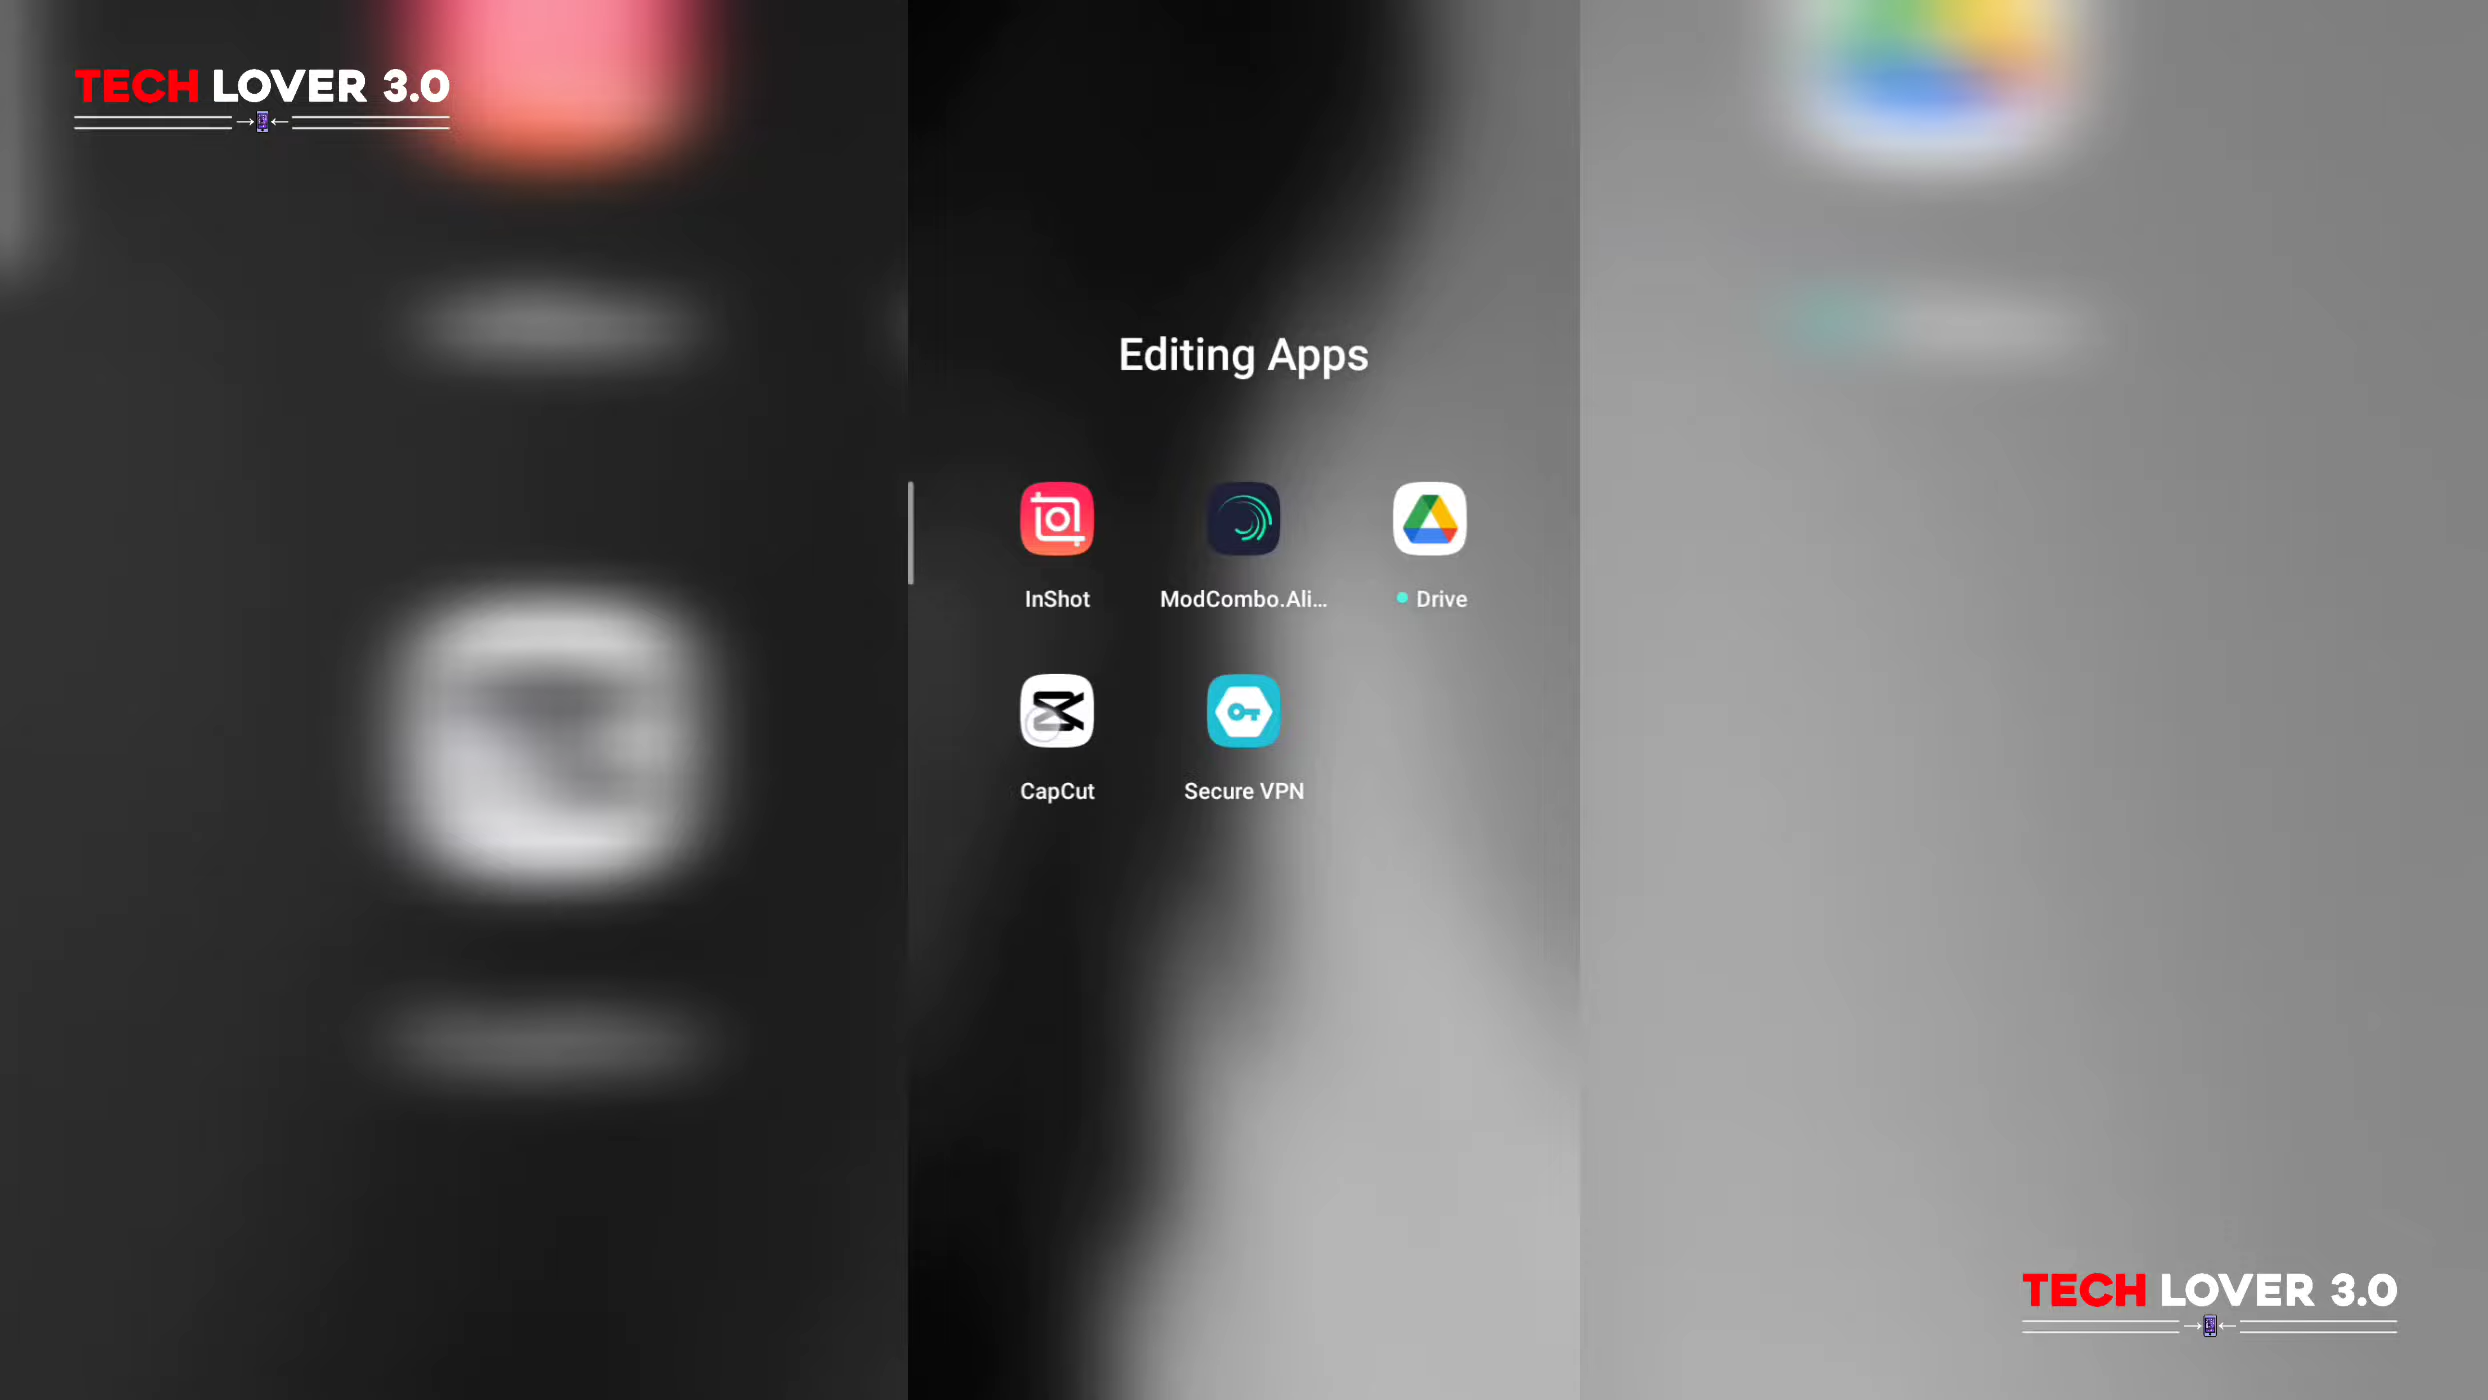 TECH LOVER 3.0
Editing Apps
InShot
ModCombo.Ali...
Drive
CapCut
Secure VPN
TECH LOVER 3.0